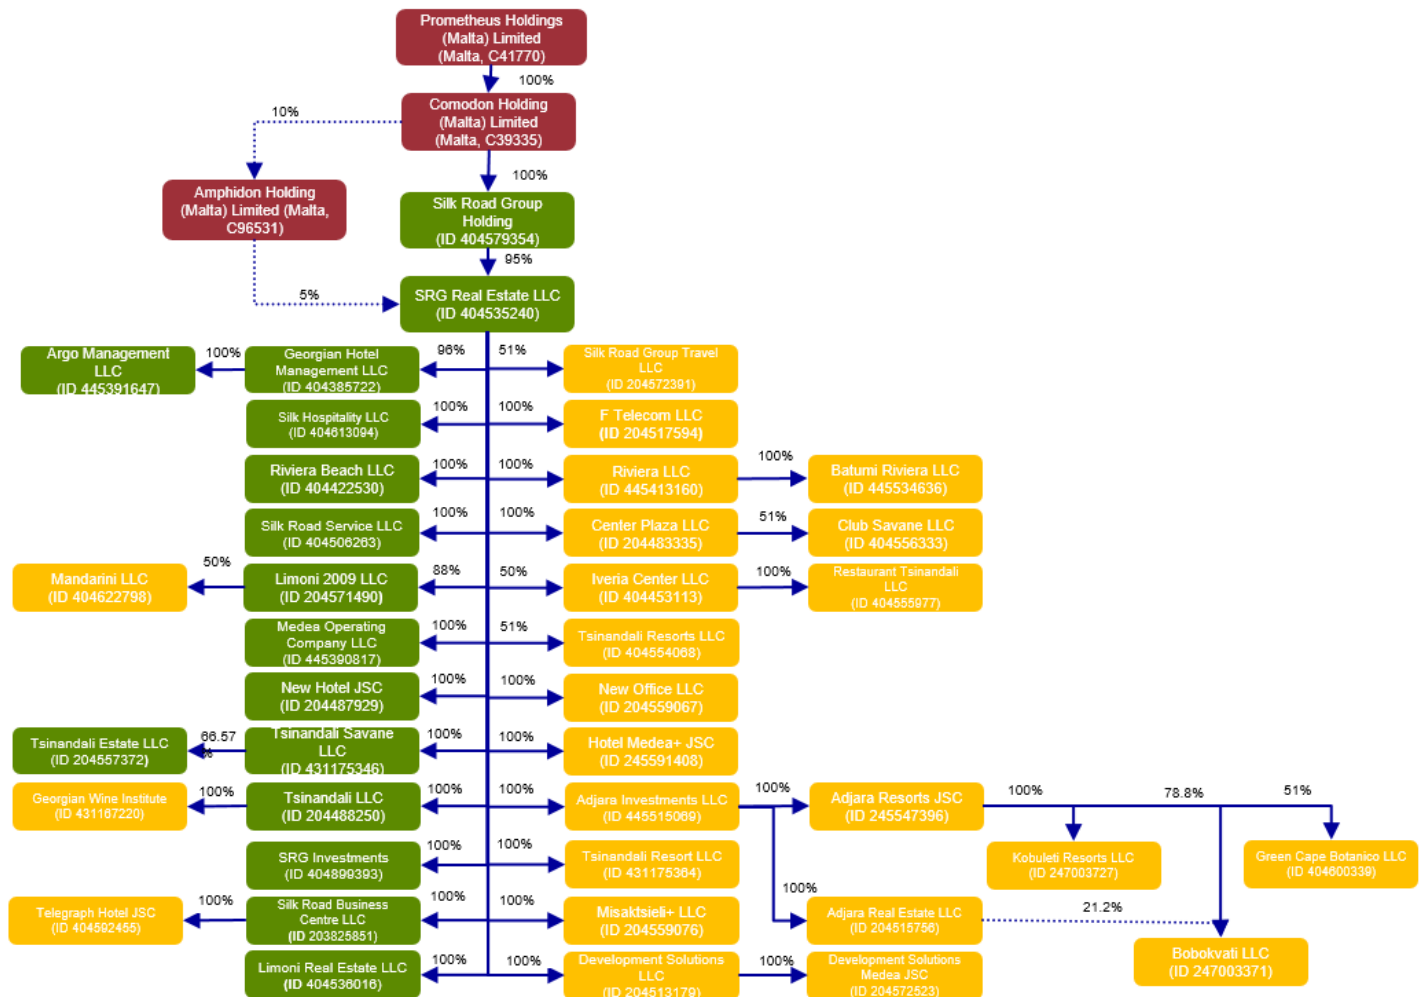 Prometheus Holdings
(Malta) Limited
(Malta, C41770)
100%
Comodon Holding
(Malta) Limited
(Malta, C39335)
10%
100%
Amphidon Holding
(Malta) Limited (Malta,
C96531)
Silk Road Group
Holding
(ID 404579354)
95%
5%
SRG Real Estate LLC
(ID 404535240)
Argo Management
LLC
(ID 445391647)
100%
Georgian Hotel
Management LLC
(ID 404385722)
96%
51%
Silk Road Group Travel
LLC
(ID 204572391)
Silk Hospitality LLC
(ID 404613094)
100%
100%
F Telecom LLC
(ID 204517594)
Riviera Beach LLC
(ID 404422530)
100%
100%
Riviera LLC
(ID 445413160)
100%
Batumi Riviera LLC
(ID 445534636)
Silk Road Service LLC
(ID 404506263)
100%
100%
Center Plaza LLC
(ID 204483335)
51%
Club Savane LLC
(ID 404556333)
Mandarini LLC
(ID 404622798)
50%
Limoni 2009 LLC
(ID 204571490)
88%
50%
Iveria Center LLC
(ID 404453113)
100%
Restaurant Tsinandali
LLC
(ID 404555977)
Medea Operating
Company LLC
(ID 445390817)
100%
51%
Tsinandali Resorts LLC
(ID 404554068)
New Hotel JSC
(ID 204487929)
100%
100%
New Office LLC
(ID 204559067)
Tsinandali Estate LLC
(ID 204557372)
66.57
%
Tsinandali Savane
LLC
(ID 431175346)
100%
100%
Hotel Medea+ JSC
(ID 245591408)
Georgian Wine Institute
(ID 431167220)
100%
Tsinandali LLC
(ID 204488250)
100%
100%
Adjara Investments LLC
(ID 445515069)
100%
Adjara Resorts JSC
(ID 245547396)
100%
78.8%
51%
SRG Investments
(ID 404899393)
100%
100%
Tsinandali Resort LLC
(ID 431175364)
Kobuleti Resorts LLC
(ID 247003727)
Green Cape Botanico LLC
(ID 404600339)
Telegraph Hotel JSC
(ID 404592455)
100%
Silk Road Business
Centre LLC
(ID 203825851)
100%
100%
Misaktsieli+ LLC
(ID 204559076)
100%
Adjara Real Estate LLC
(ID 204515756)
21.2%
Bobokvati LLC
(ID 247003371)
Limoni Real Estate LLC
(ID 404536016)
100%
100%
Development Solutions
LLC
(ID 204513179)
100%
Development Solutions
Medea JSC
(ID 204572523)